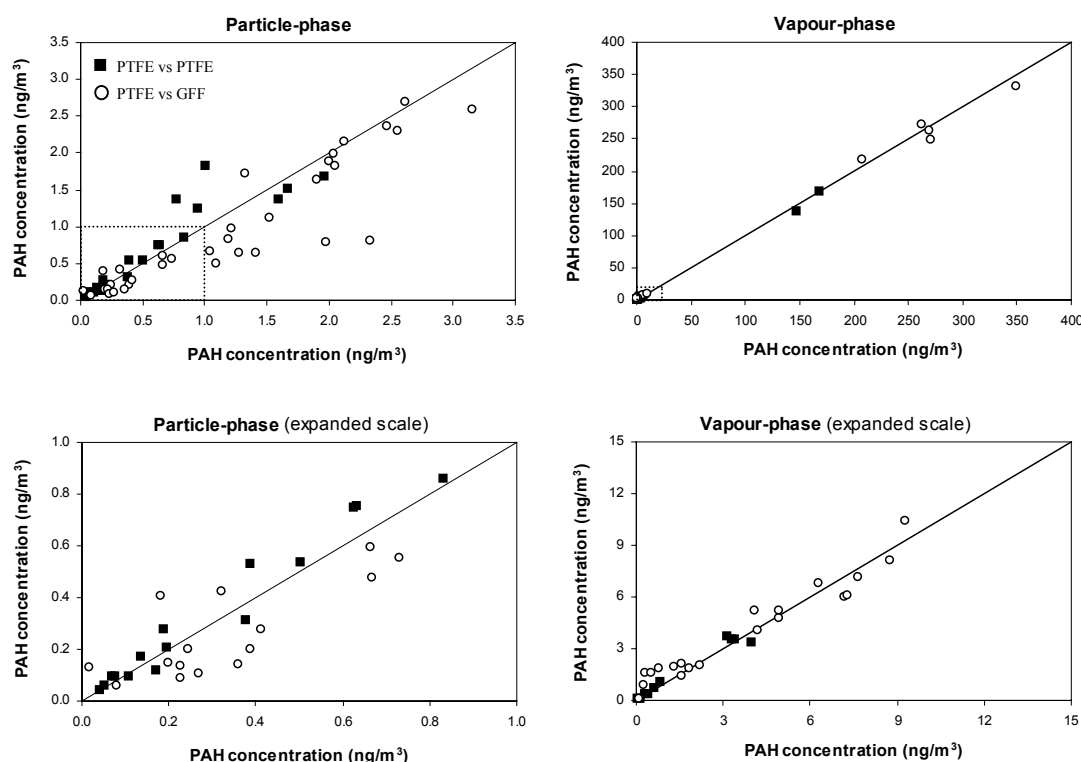 Particle-phase
PAH concentration (ng/m³)
3.5
3.0
2.5
2.0
1.5
1.0
0.5
0.0
PTFE vs PTFE
PTFE vs GFF
0.0 0.5 1.0 1.5 2.0 2.5 3.0 3.5
PAH concentration (ng/m³)
Vapour-phase
PAH concentration (ng/m³)
400
350
300
250
200
150
100
50
0
0 50 100 150 200 250 300 350 400
PAH concentration (ng/m³)
Particle-phase (expanded scale)
PAH concentration (ng/m³)
1.0
0.8
0.6
0.4
0.2
0.0
0.0 0.2 0.4 0.6 0.8 1.0
PAH concentration (ng/m³)
Vapour-phase (expanded scale)
PAH concentration (ng/m³)
15
12
9
6
3
0
0 3 6 9 12 15
PAH concentration (ng/m³)